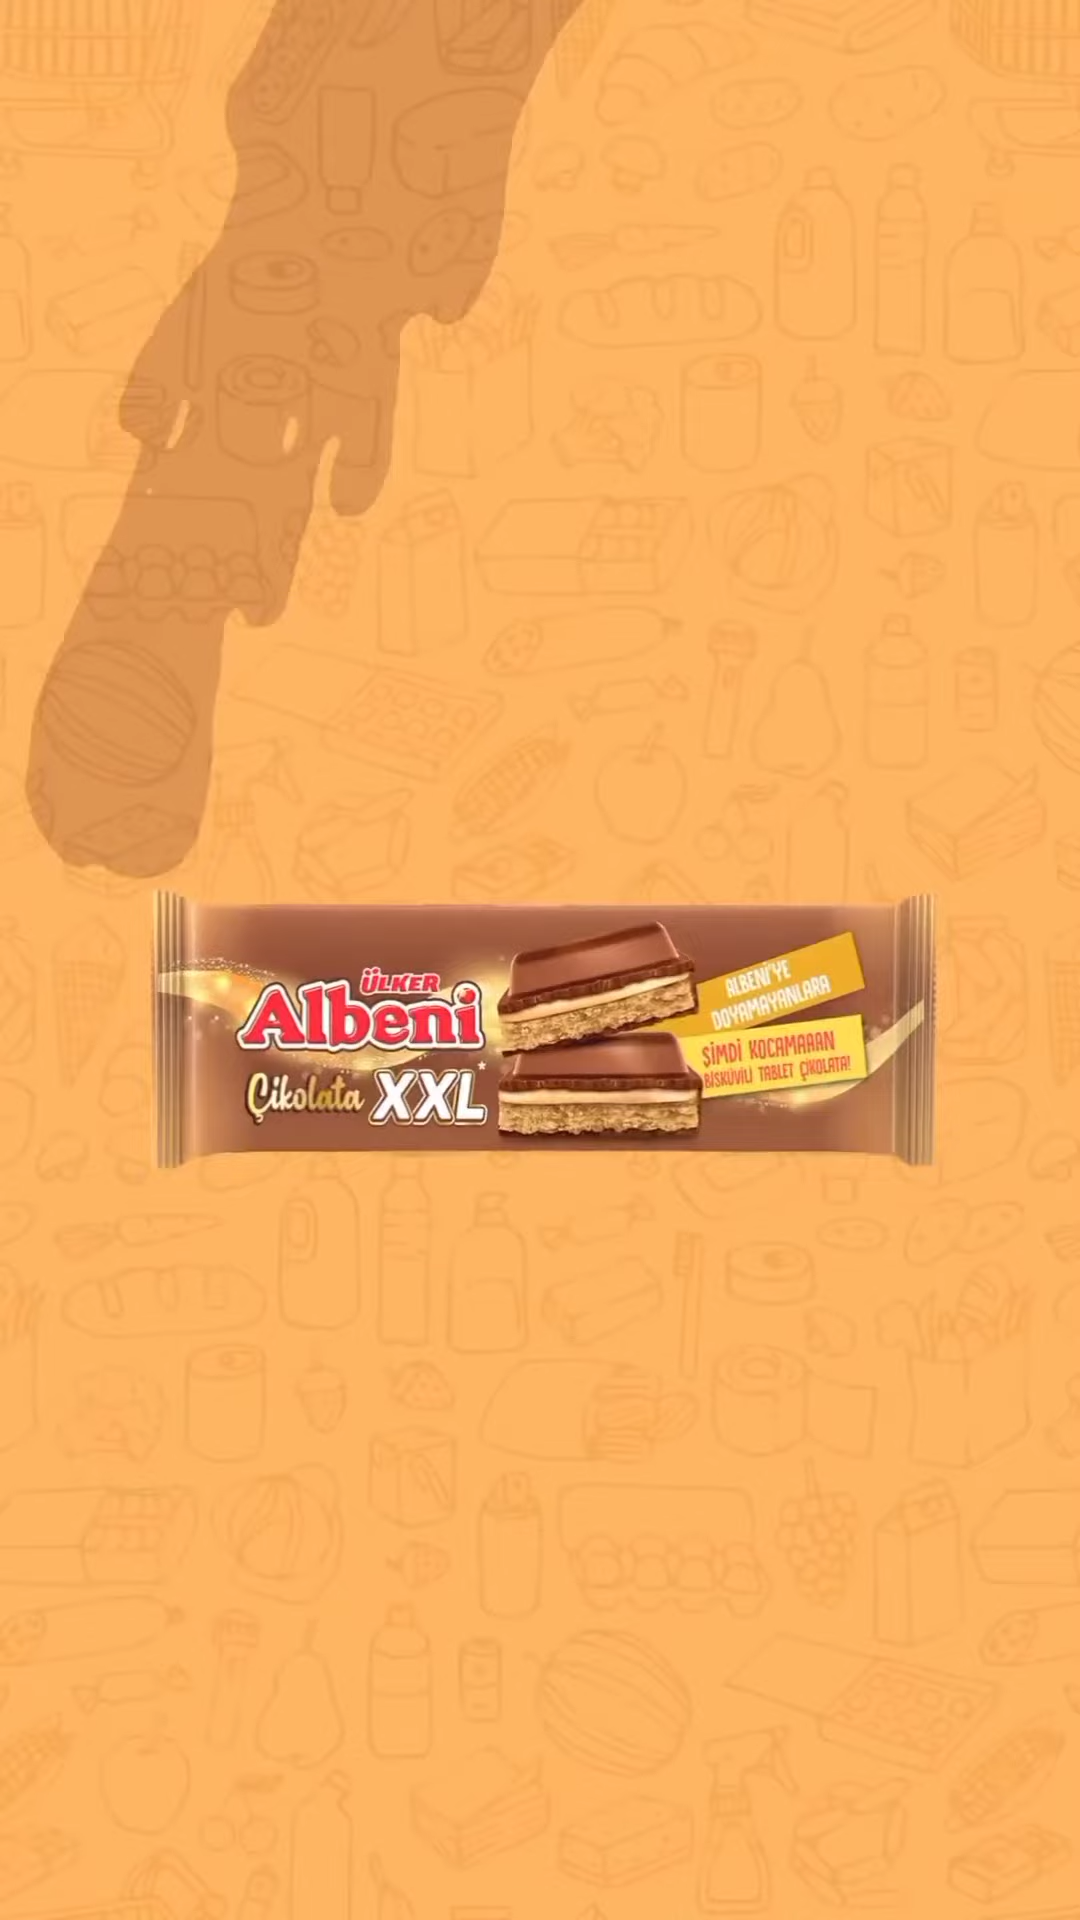 ÜLKER
Albeni
Çikolata XXL*
ALBENİ'YE
DOYAMAYANLARA
ŞİMDİ KOCAMAAAN
BİSKÜVİLİ TABLET ÇİKOLATA!